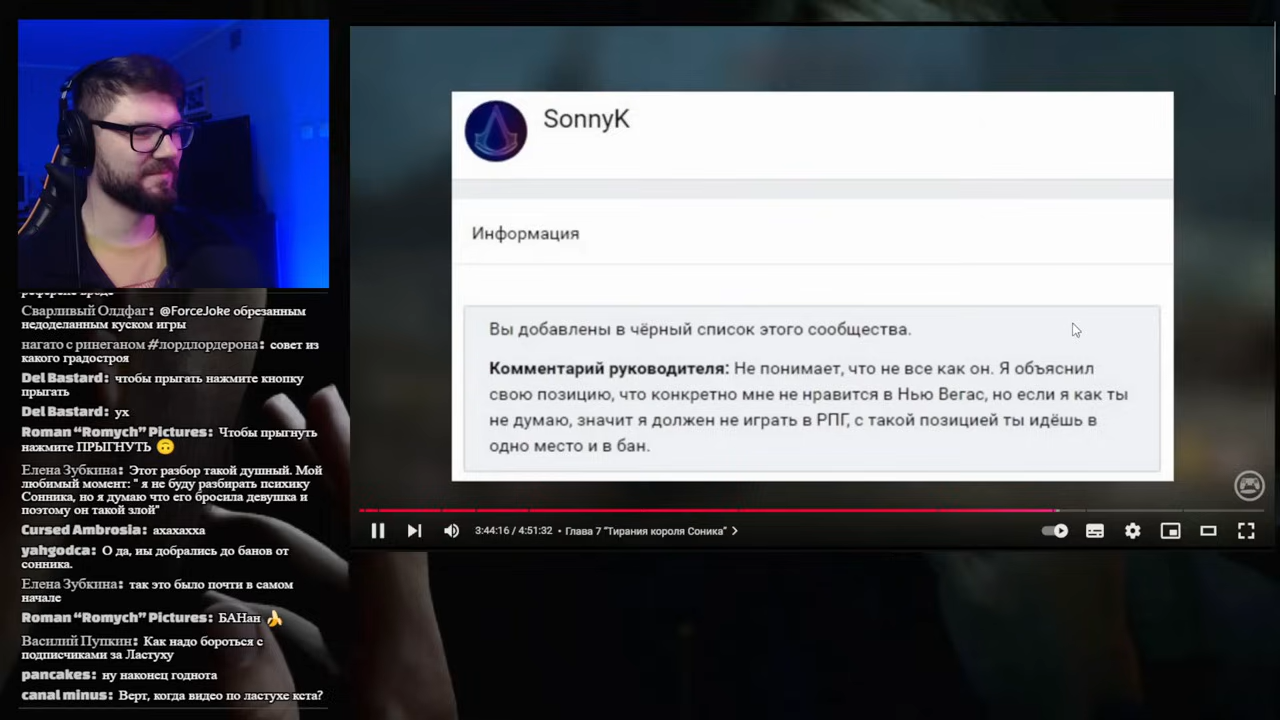 SonnyK
Информация
Вы добавлены в чёрный список этого сообщества.
Комментарий руководителя: Не понимает, что не все как он. Я объяснил
свою позицию, что конкретно мне не нравится в Нью Вегас, но если я как ты
не думаю, значит я должен не играть в РПГ, с такой позицией ты идёшь в
одно место и в бан.
3:44:16 / 4:51:32 • Глава 7 "Тирания короля Соника" >
Сварливый Олдфаг: @ForceJoke обрезанным
недоделанным куском игры
нагато с ринеганом #лордлордерона: совет из
какого градостроя
Del Bastard: чтобы прыгать нажмите кнопку
прыгать
Del Bastard: ух
Roman “Romych” Pictures: Чтобы прыгнуть
нажмите ПРЫГНУТЬ 🙃
Елена Зубкина: Этот разбор такой душный. Мой
любимый момент: " я не буду разбирать психику
Сонника, но я думаю что его бросила девушка и
поэтому он такой злой"
Cursed Ambrosia: ахахахха
yahgodca: О да, иы добрались до банов от
сонника.
Елена Зубкина: так это было почти в самом
начале
Roman “Romych” Pictures: БАНан 🍌
Василий Пупкин: Как надо бороться с
подписчиками за Ластуху
pancakes: ну наконец годнота
canal minus: Верт, когда видео по ластухе кста?